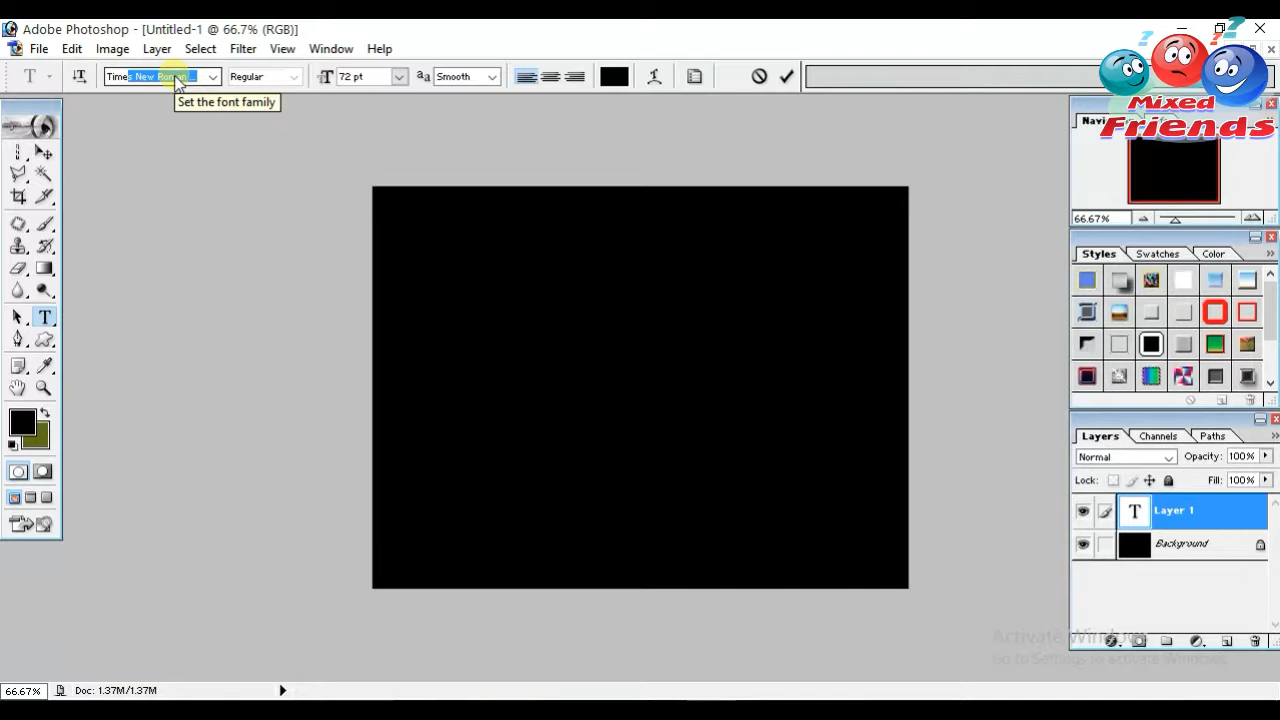 Adobe Photoshop - [Untitled-1 @ 66.7% (RGB)]
File Edit Image Layer Select Filter View Window Help
T Times New Roman Regular T 72 pt aa Smooth
Set the font family
Mixed
Friends
66.67%
Styles Swatches Color
Layers Channels Paths
Normal Opacity: 100%
Lock: Fill: 100%
T Layer 1
Background
Activate Windows
Go to Settings to activate Windows.
66.67% Doc: 1.37M/1.37M